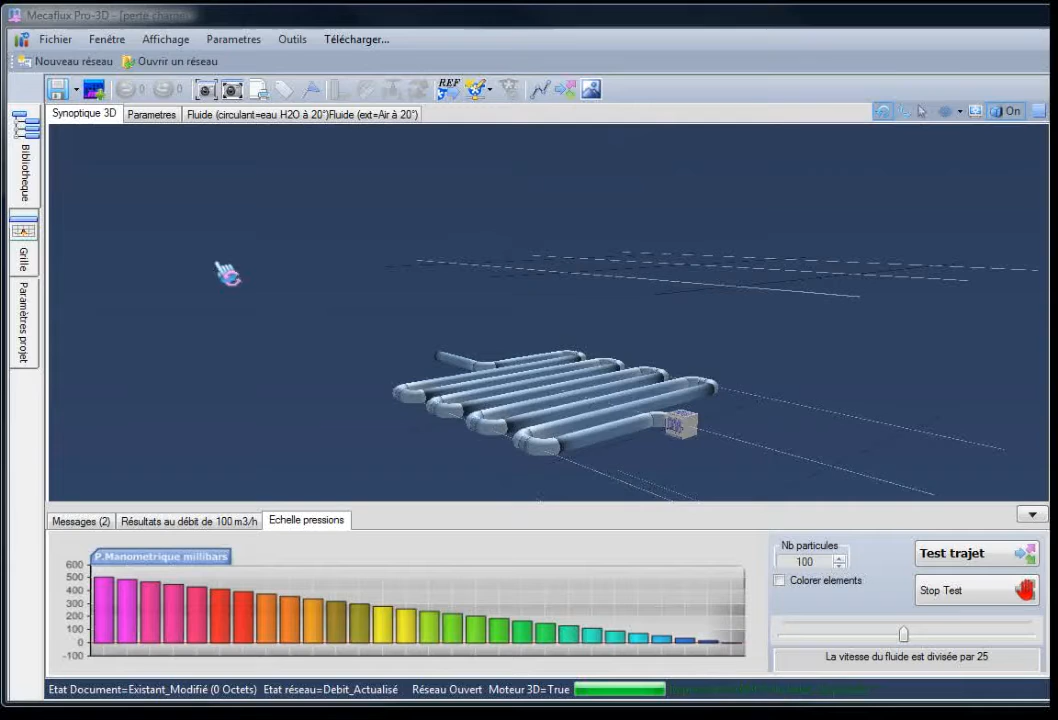 Mecaflux Pro-3D - [perte charge
Fichier Fenêtre Affichage Parametres Outils Télécharger...
Nouveau réseau Ouvrir un réseau
REF
Synoptique 3D Parametres Fluide (circulant=eau H2O à 20°)Fluide (ext=Air à 20°) On
Bibliotheque
Grille
Paramètres projet
Messages (2) Résultats au débit de 100 m3/h Echelle pressions
P.Manometrique millibars
600
500
400
300
200
100
0
-100
Nb particules
100
Colorer elements
Test trajet
Stop Test
La vitesse du fluide est divisée par 25
Etat Document=Existant_Modifié (0 Octets) Etat réseau=Debit_Actualisé Réseau Ouvert Moteur 3D=True